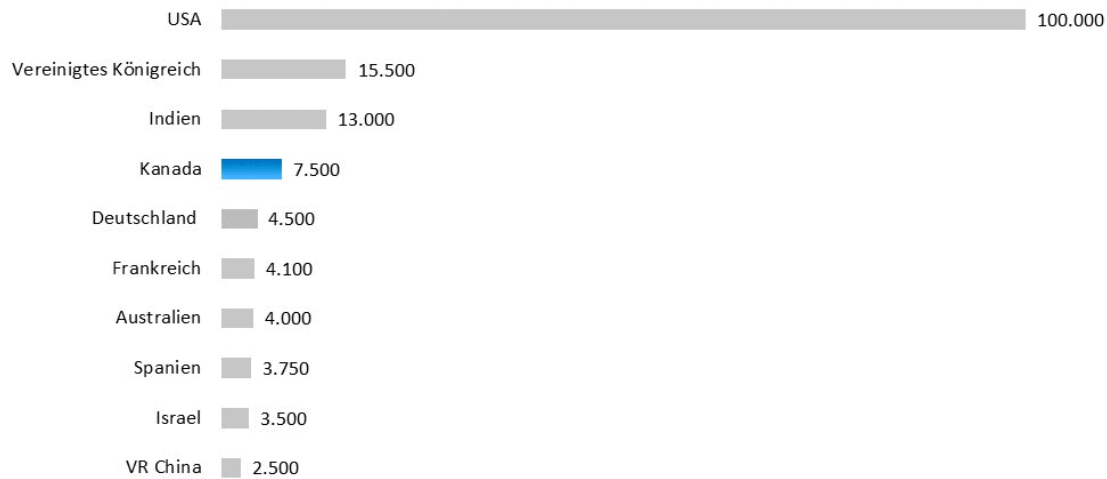 USA 100.000
Vereinigtes Königreich 15.500
Indien 13.000
Kanada 7.500
Deutschland 4.500
Frankreich 4.100
Australien 4.000
Spanien 3.750
Israel 3.500
VR China 2.500